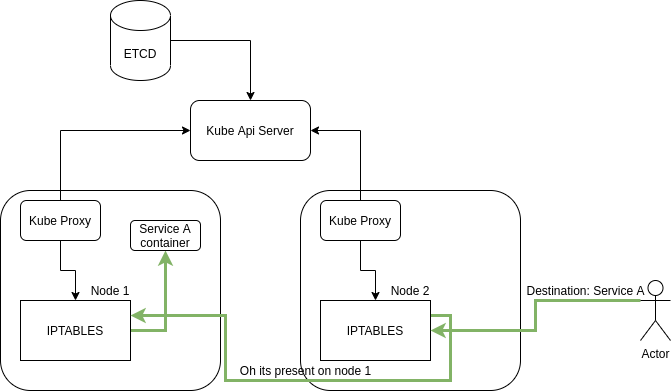 ETCD
Kube Api Server
Kube Proxy
Service A
container
Node 1
IPTABLES
Kube Proxy
Node 2
IPTABLES
Destination: Service A
Actor
Oh its present on node 1